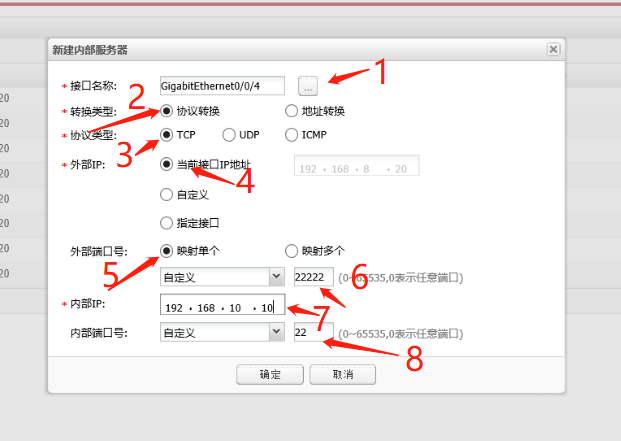 新建内部服务器
20
* 接口名称: GigabitEthernet0/0/4 ... 1
20
* 转换类型: 2 协议转换 地址转换
20
* 协议类型: 3 TCP UDP ICMP
20
* 外部IP: 当前接口IP地址 4 192 . 168 . 8 . 20
20
自定义
20
指定接口
20
外部端口号: 5 映射单个 映射多个
20
自定义 22222 6 (0~65535,0表示任意端口)
* 内部IP: 192 . 168 . 10 . 10 7
内部端口号: 自定义 22 (0~65535,0表示任意端口)
8
确定 取消